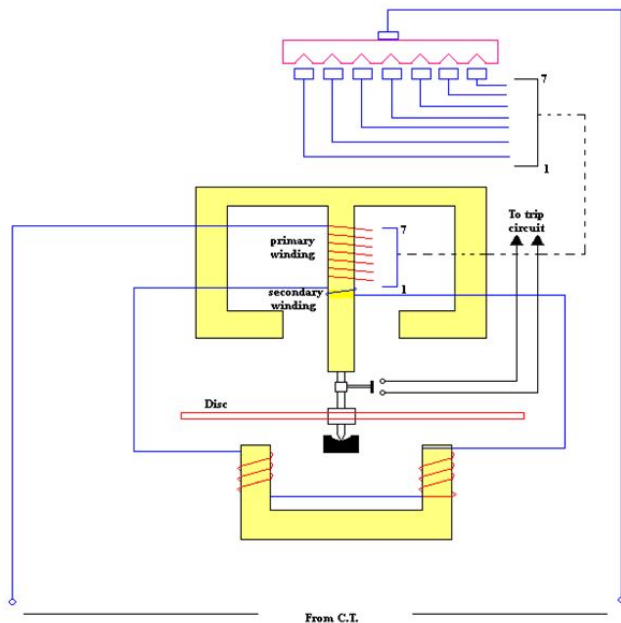 7
1
To trip
circuit
7
primary
winding
1
secondary
winding
Disc
From C.T.